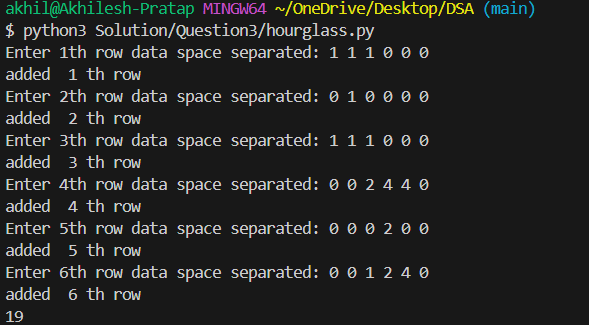 akhil@Akhilesh-Pratap MINGW64 ~/OneDrive/Desktop/DSA (main)
$ python3 Solution/Question3/hourglass.py
Enter 1th row data space separated: 1 1 1 0 0 0
added  1 th row
Enter 2th row data space separated: 0 1 0 0 0 0
added  2 th row
Enter 3th row data space separated: 1 1 1 0 0 0
added  3 th row
Enter 4th row data space separated: 0 0 2 4 4 0
added  4 th row
Enter 5th row data space separated: 0 0 0 2 0 0
added  5 th row
Enter 6th row data space separated: 0 0 1 2 4 0
added  6 th row
19